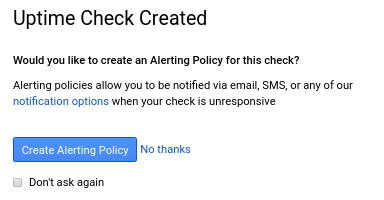 Uptime Check Created
Would you like to create an Alerting Policy for this check?
Alerting policies allow you to be notified via email, SMS, or any of our
notification options when your check is unresponsive
Create Alerting Policy No thanks
Don't ask again